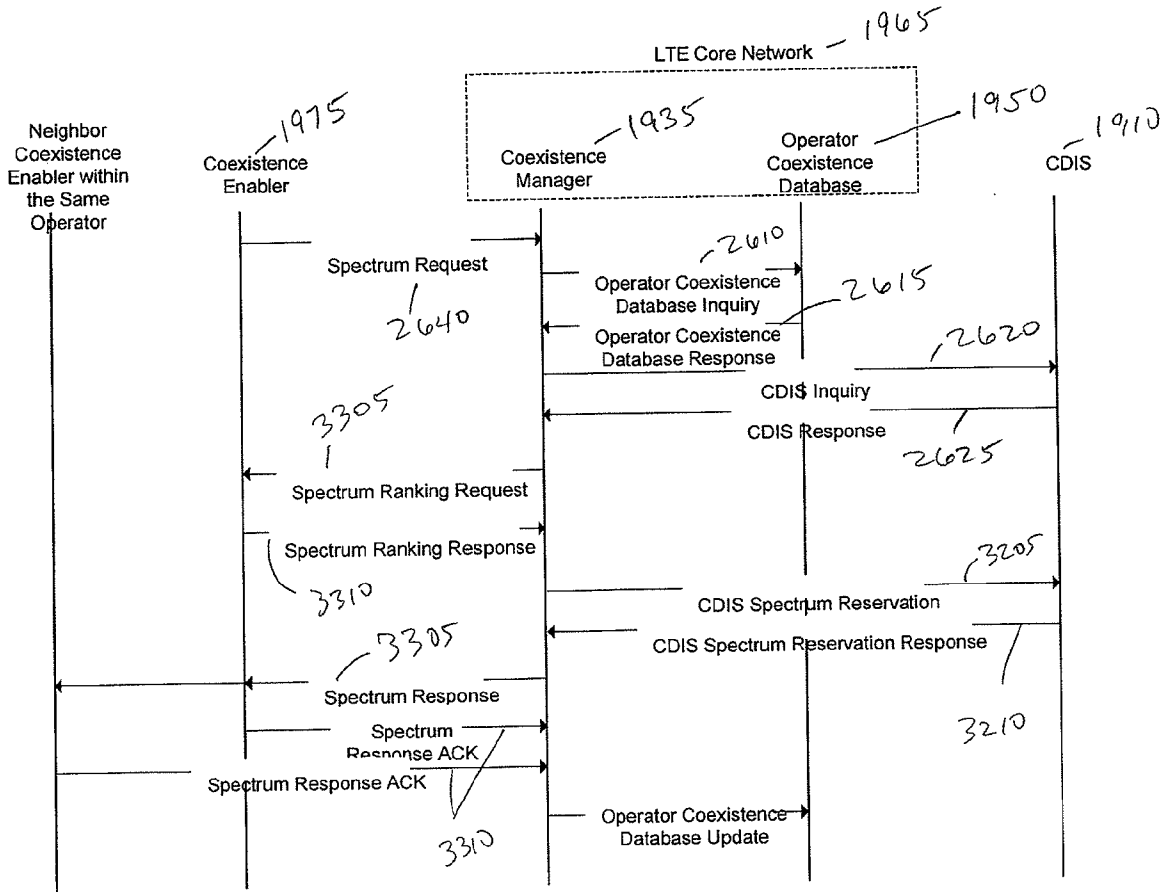 1965
LTE Core Network
1975
1935
1950
1910
Neighbor
Coexistence
Enabler within
the Same
Operator
Coexistence
Enabler
Coexistence
Manager
Operator
Coexistence
Database
CDIS
Spectrum Request
2640
2610
Operator Coexistence
Database Inquiry
2615
Operator Coexistence
Database Response
2620
CDIS Inquiry
CDIS Response
2625
3305
Spectrum Ranking Request
Spectrum Ranking Response
3310
3205
CDIS Spectrum Reservation
CDIS Spectrum Reservation Response
3210
3305
Spectrum Response
Spectrum
Response ACK
Spectrum Response ACK
3310
Operator Coexistence
Database Update